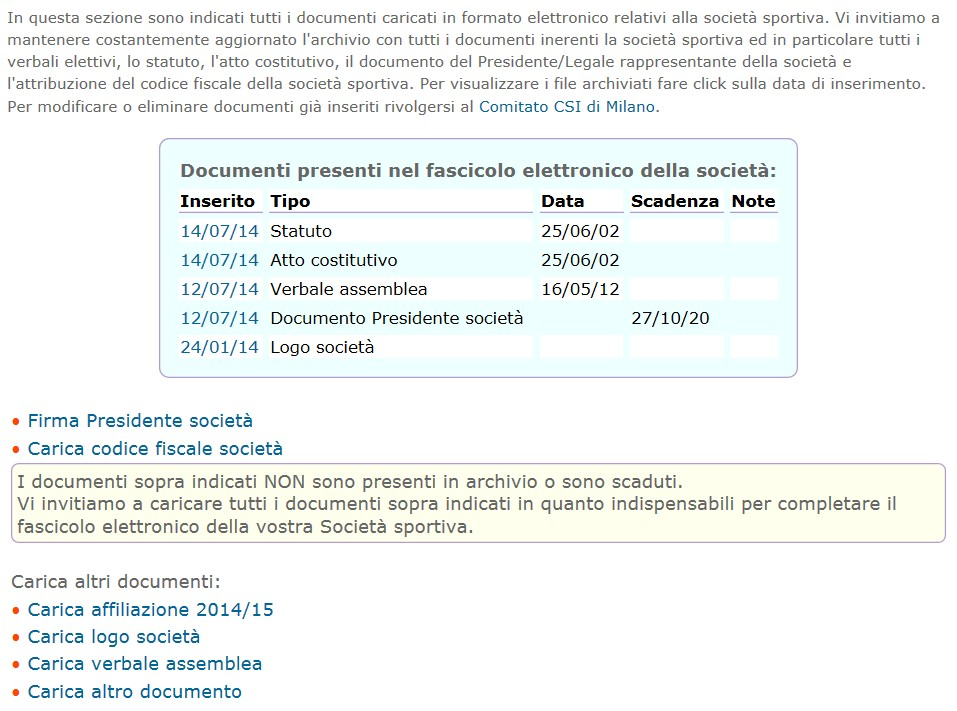 In questa sezione sono indicati tutti i documenti caricati in formato elettronico relativi alla società sportiva. Vi invitiamo a
mantenere costantemente aggiornato l'archivio con tutti i documenti inerenti la società sportiva ed in particolare tutti i
verbali elettivi, lo statuto, l'atto costitutivo, il documento del Presidente/Legale rappresentante della società e
l'attribuzione del codice fiscale della società sportiva. Per visualizzare i file archiviati fare click sulla data di inserimento.
Per modificare o eliminare documenti già inseriti rivolgersi al Comitato CSI di Milano.
Documenti presenti nel fascicolo elettronico della società:
Inserito Tipo Data Scadenza Note
14/07/14 Statuto 25/06/02
14/07/14 Atto costitutivo 25/06/02
12/07/14 Verbale assemblea 16/05/12
12/07/14 Documento Presidente società 27/10/20
24/01/14 Logo società
• Firma Presidente società
• Carica codice fiscale società
I documenti sopra indicati NON sono presenti in archivio o sono scaduti.
Vi invitiamo a caricare tutti i documenti sopra indicati in quanto indispensabili per completare il
fascicolo elettronico della vostra Società sportiva.
Carica altri documenti:
• Carica affiliazione 2014/15
• Carica logo società
• Carica verbale assemblea
• Carica altro documento